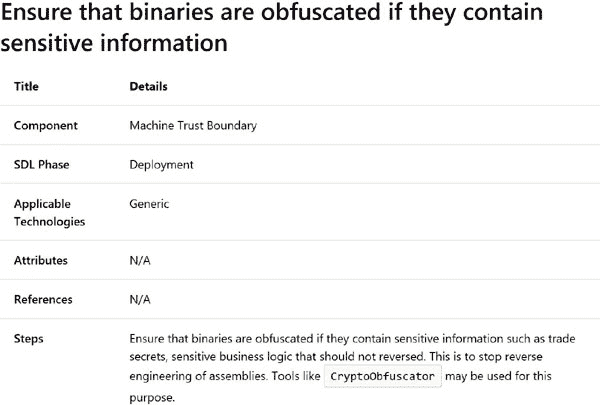 Ensure that binaries are obfuscated if they contain
sensitive information
Title Details
Component Machine Trust Boundary
SDL Phase Deployment
Applicable Generic
Technologies
Attributes N/A
References N/A
Steps Ensure that binaries are obfuscated if they contain sensitive information such as trade
secrets, sensitive business logic that should not reversed. This is to stop reverse
engineering of assemblies. Tools like CryptoObfuscator may be used for this
purpose.